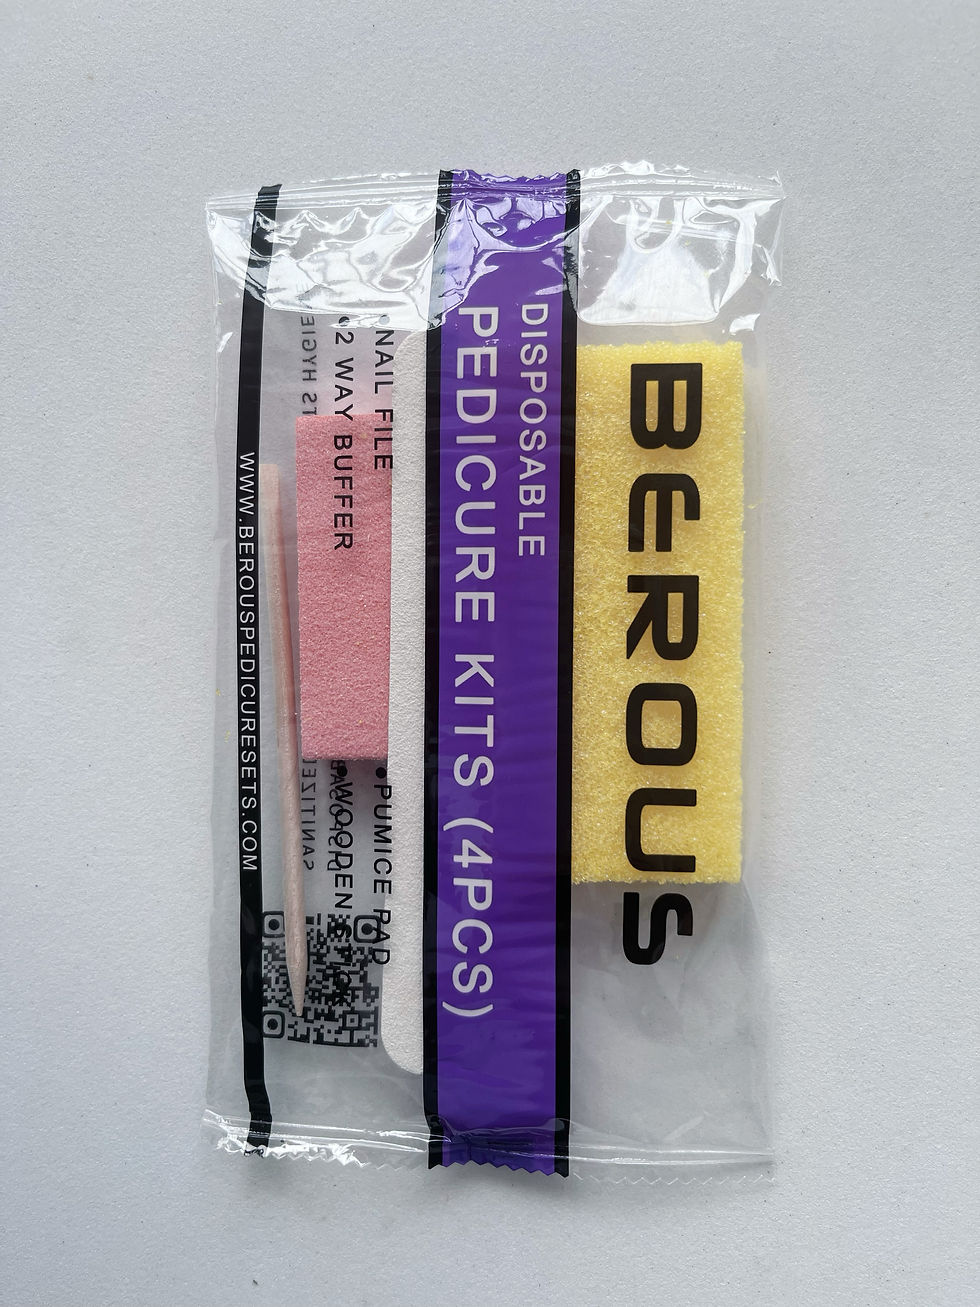 BEROUS
DISPOSABLE
PEDICURE KITS (4PCS)
•NAIL FILE
•PUMICE PAD
•2 WAY BUFFER
•WOODEN STICK
WWW.BEROUSPEDICURESETS.COM